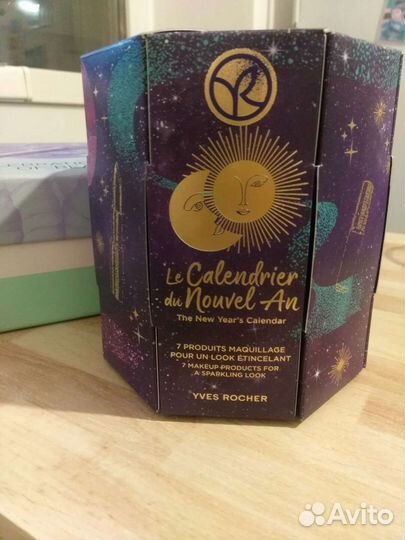 Le Calendrier
du Nouvel An
The New Year's Calendar
7 PRODUITS MAQUILLAGE
POUR UN LOOK ÉTINCELANT
7 MAKEUP PRODUCTS FOR
A SPARKLING LOOK
YVES ROCHER
Avito